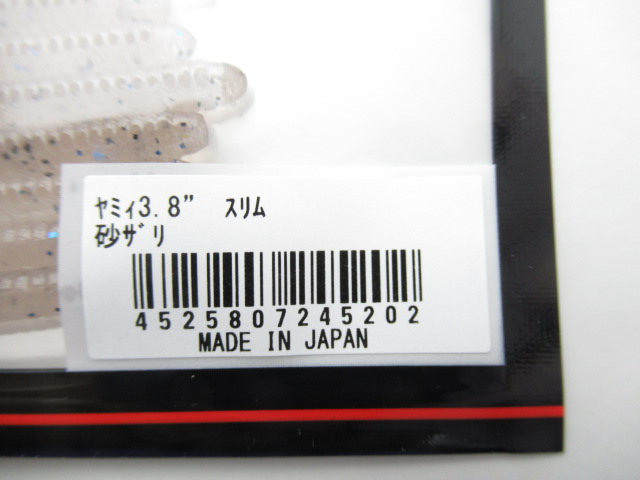 ﾔﾐｨ3.8" ｽﾘﾑ
砂ｻﾞﾘ
4525807245202
MADE IN JAPAN